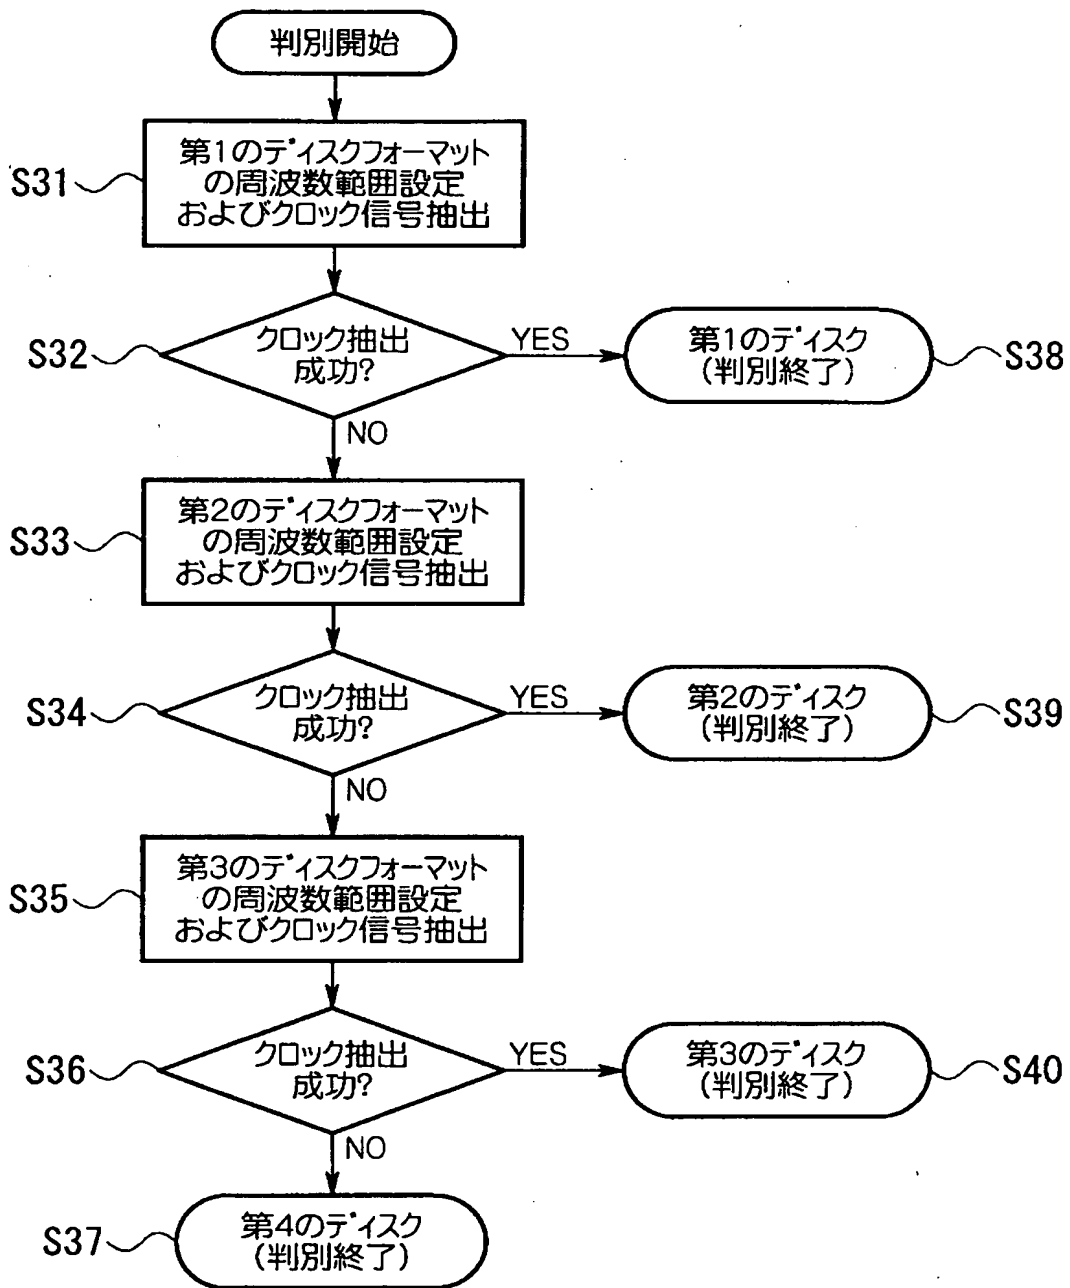 判別開始
第1のディスクフォーマット
の周波数範囲設定
およびクロック信号抽出
S31
クロック抽出
成功?
S32
YES
第1のディスク
(判別終了)
S38
NO
第2のディスクフォーマット
の周波数範囲設定
およびクロック信号抽出
S33
クロック抽出
成功?
S34
YES
第2のディスク
(判別終了)
S39
NO
第3のディスクフォーマット
の周波数範囲設定
およびクロック信号抽出
S35
クロック抽出
成功?
S36
YES
第3のディスク
(判別終了)
S40
NO
第4のディスク
(判別終了)
S37